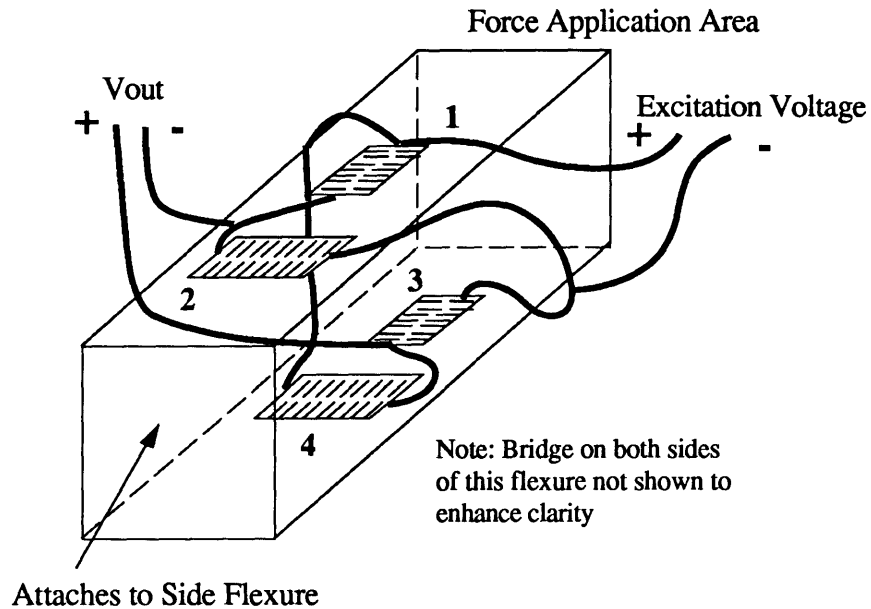 Force Application Area
Vout
+ -
1
Excitation Voltage
+ -
2
3
4
Note: Bridge on both sides
of this flexure not shown to
enhance clarity
Attaches to Side Flexure